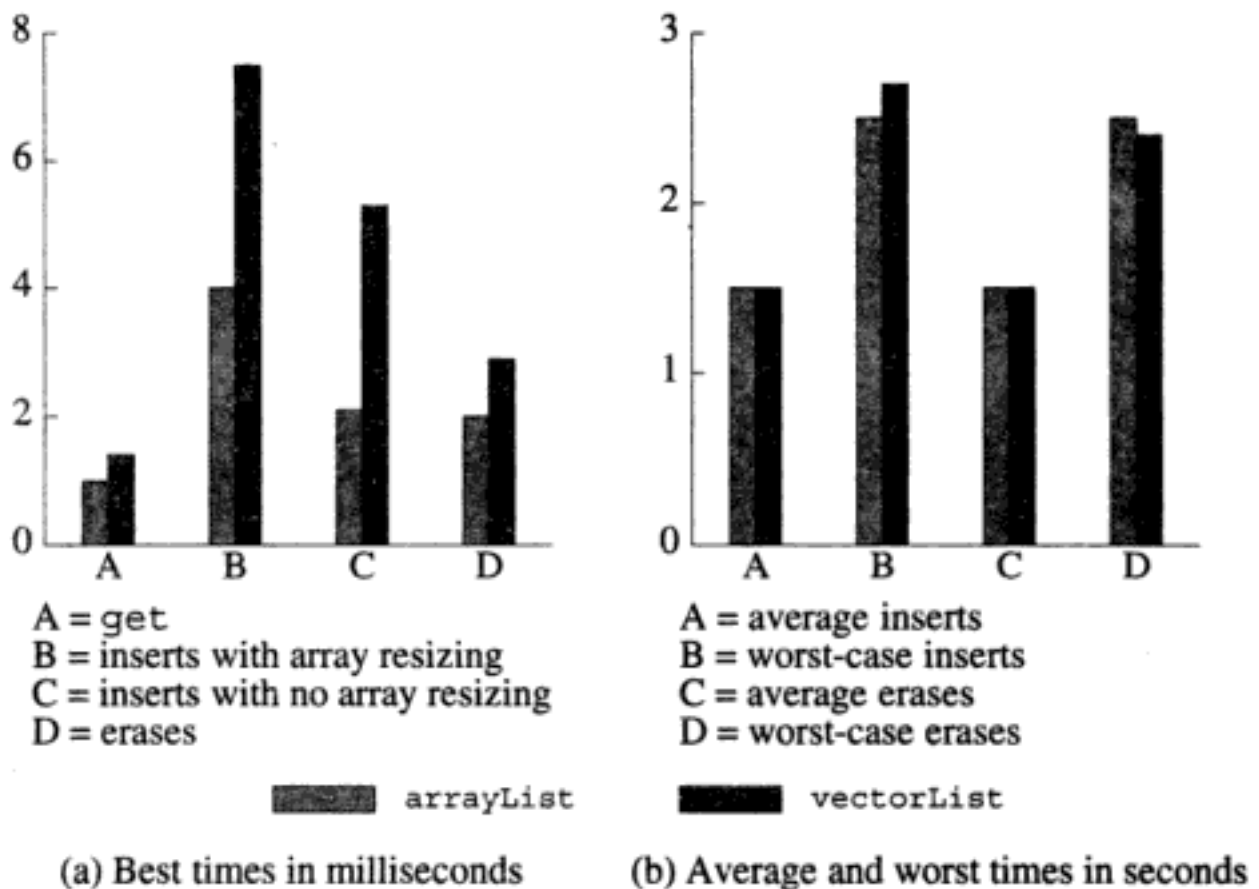 8
6
4
2
0
A B C D
A = get
B = inserts with array resizing
C = inserts with no array resizing
D = erases
3
2
1
0
A B C D
A = average inserts
B = worst-case inserts
C = average erases
D = worst-case erases
arrayList vectorList
(a) Best times in milliseconds
(b) Average and worst times in seconds